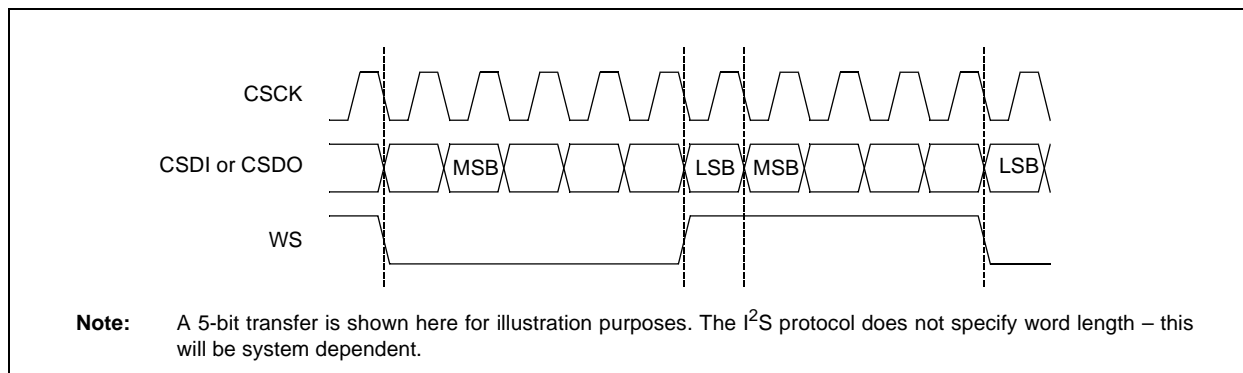 CSCK
CSDI or CSDO
MSB
LSB
MSB
LSB
WS
Note: A 5-bit transfer is shown here for illustration purposes. The I²S protocol does not specify word length – this
will be system dependent.